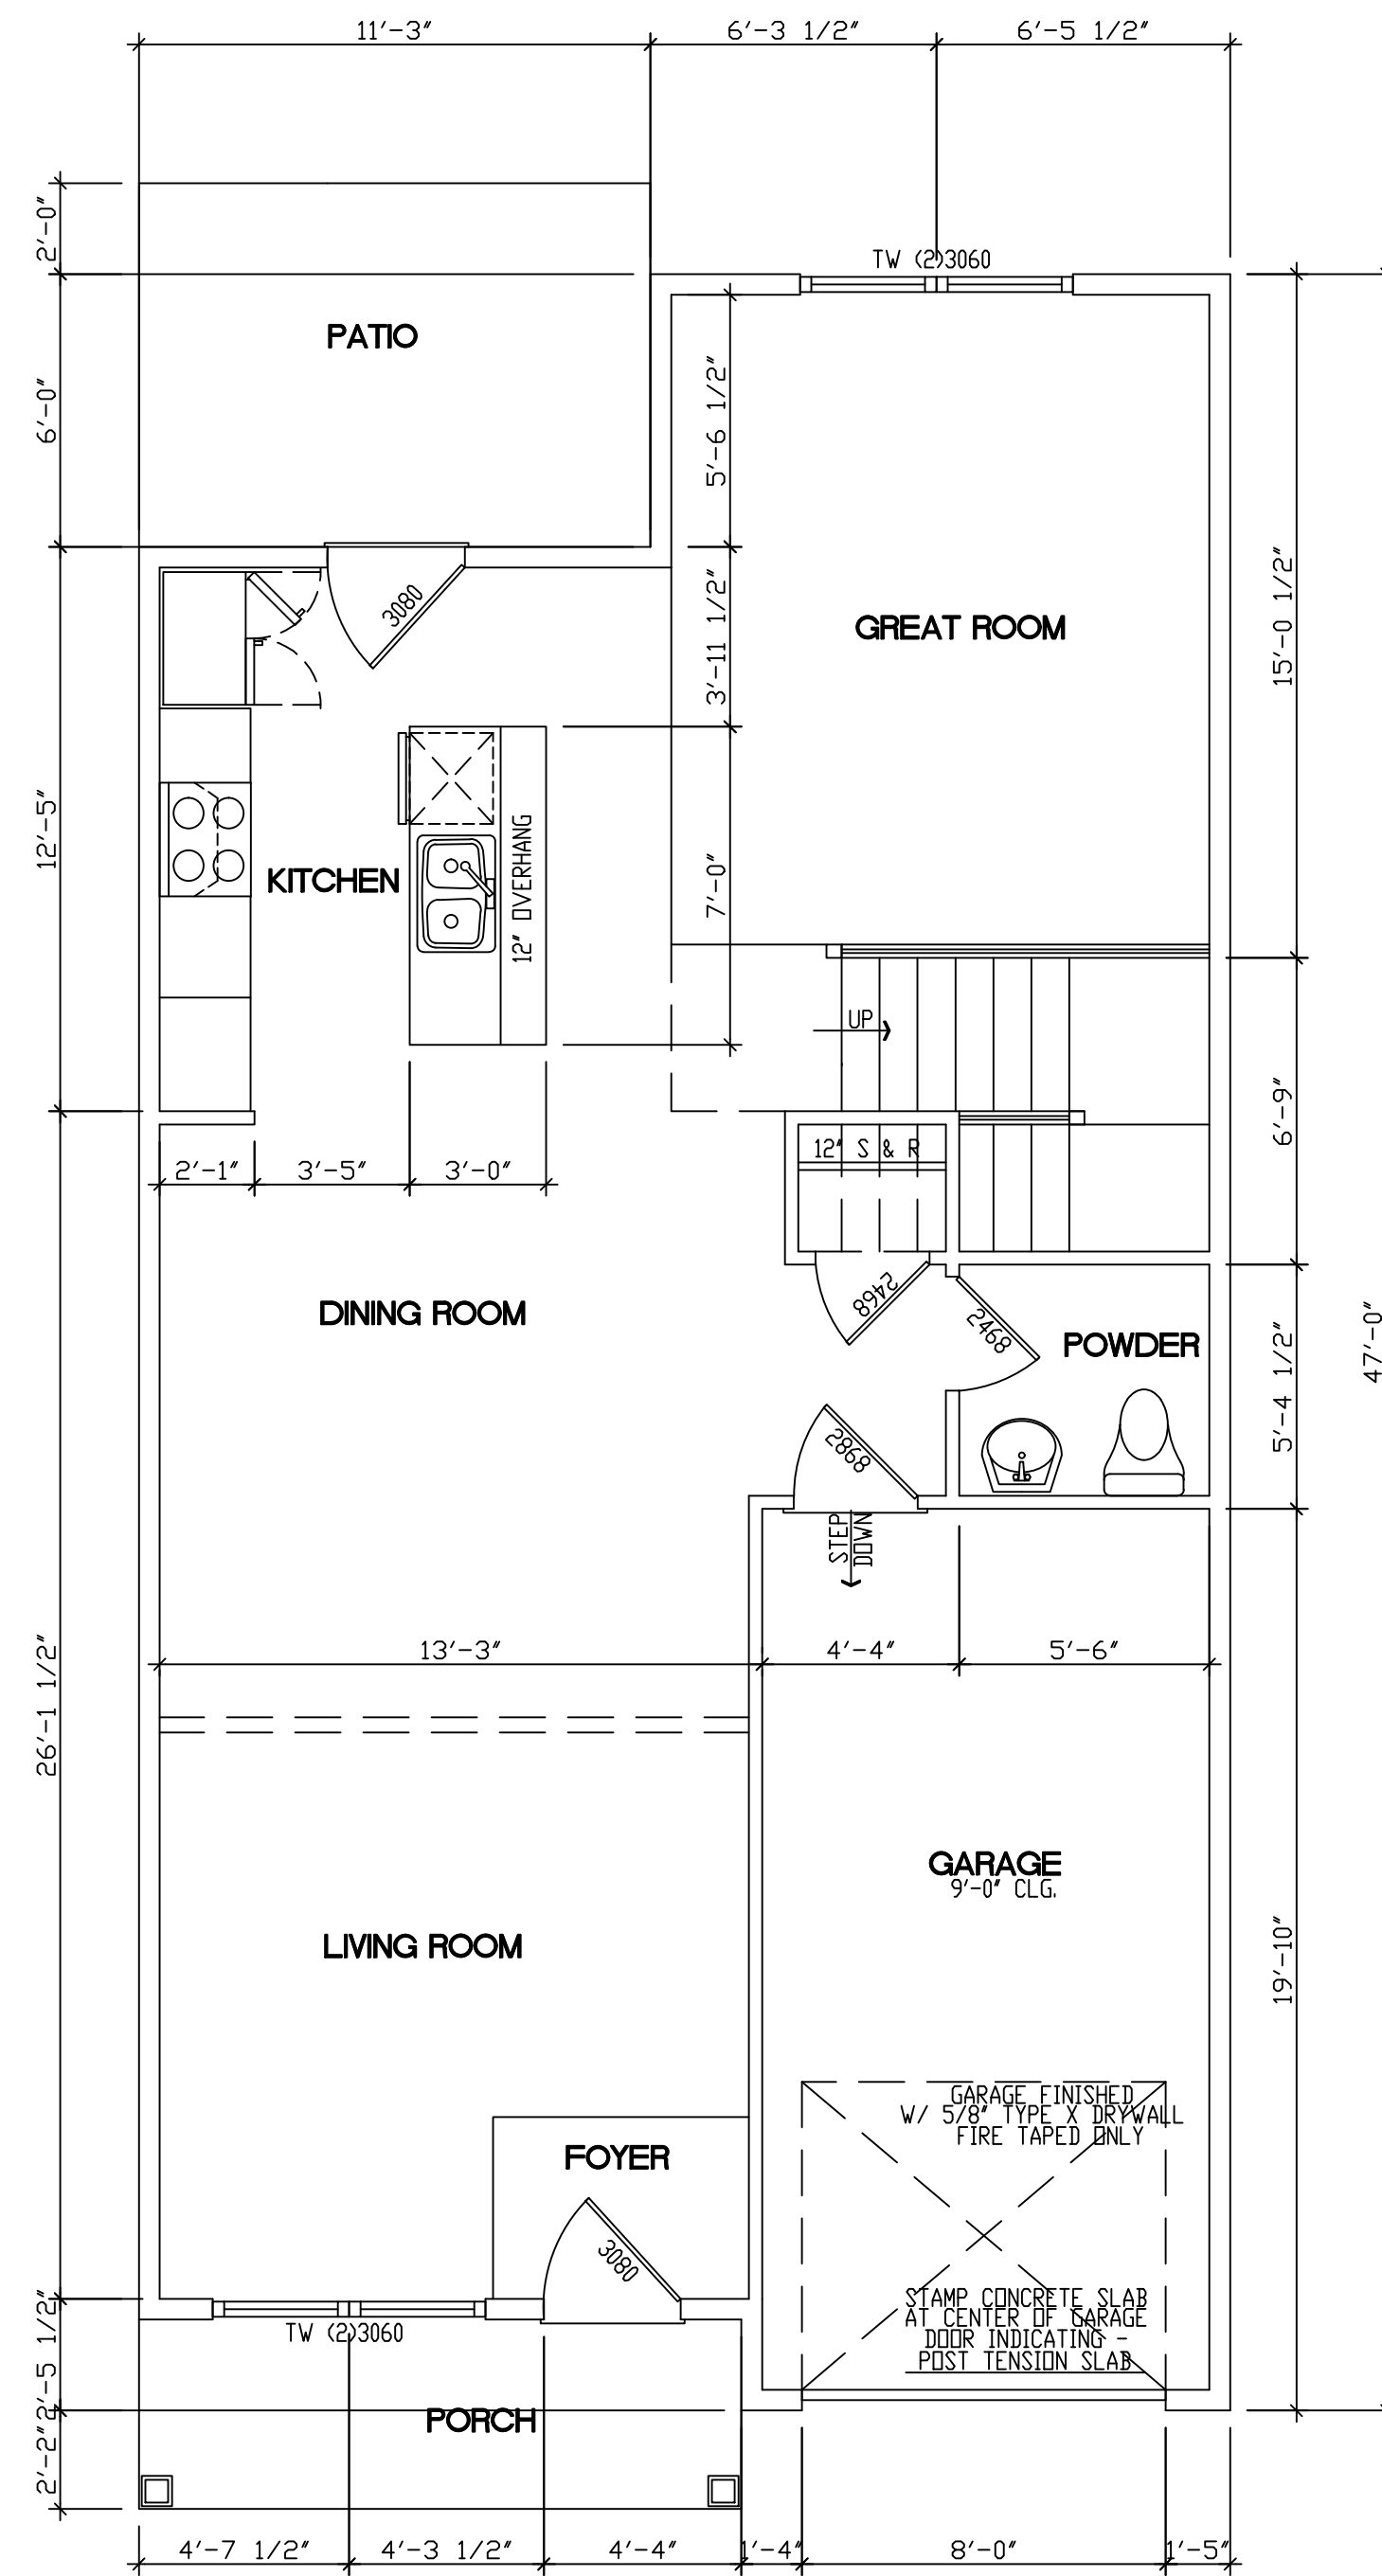 11'-3"
6'-3 1/2"
6'-5 1/2"
2'-0"
TW (2)3060
PATIO
6'-0"
5'-6 1/2"
3080
3'-11 1/2"
GREAT ROOM
15'-0 1/2"
12'-5"
KITCHEN
12" OVERHANG
7'-0"
UP
6'-9"
2'-1"
3'-5"
3'-0"
12" S & R
DINING ROOM
2468
2468
POWDER
5'-4 1/2"
47'-0"
2868
STEP
DOWN
13'-3"
4'-4"
5'-6"
26'-1 1/2"
GARAGE
9'-0" CLG.
LIVING ROOM
19'-10"
GARAGE FINISHED
W/ 5/8" TYPE X DRYWALL
FIRE TAPED ONLY
FOYER
3080
STAMP CONCRETE SLAB
AT CENTER OF GARAGE
DOOR INDICATING -
POST TENSION SLAB
TW (2)3060
2'-5 1/2"
PORCH
2'-2"
4'-7 1/2"
4'-3 1/2"
4'-4"
1'-4"
8'-0"
1'-5"